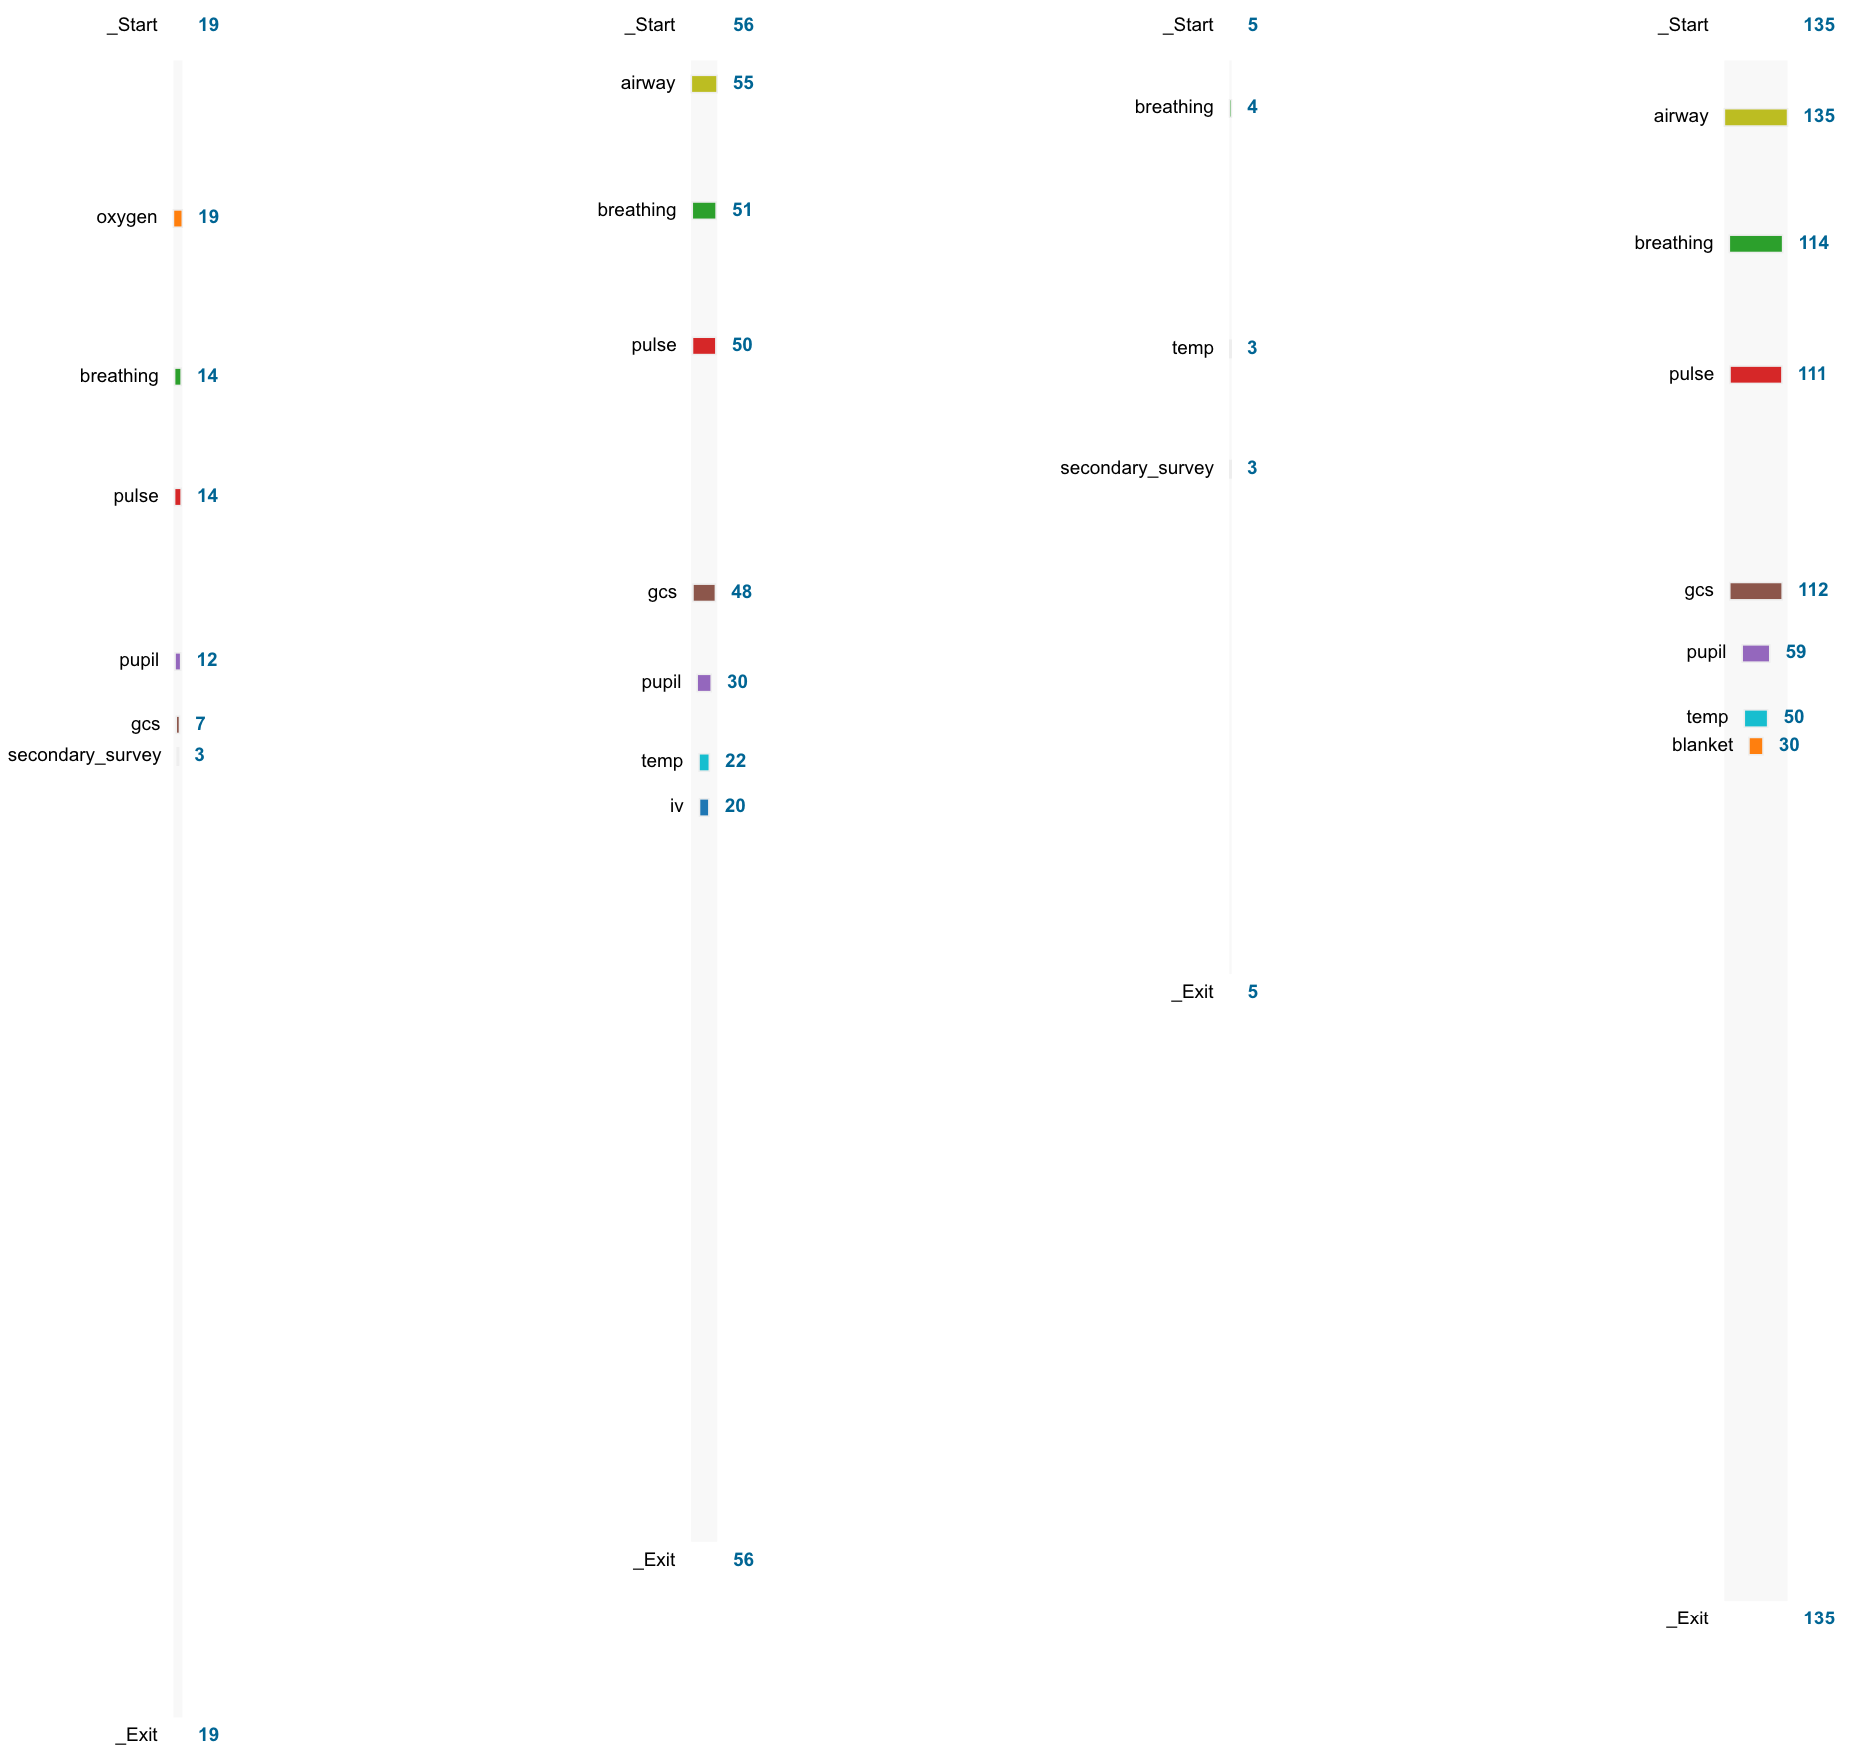 _Start 19
oxygen 19
breathing 14
pulse 14
pupil 12
gcs 7
secondary_survey 3
_Exit 19
_Start 56
airway 55
breathing 51
pulse 50
gcs 48
pupil 30
temp 22
iv 20
_Exit 56
_Start 5
breathing 4
temp 3
secondary_survey 3
_Exit 5
_Start 135
airway 135
breathing 114
pulse 111
gcs 112
pupil 59
temp 50
blanket 30
_Exit 135